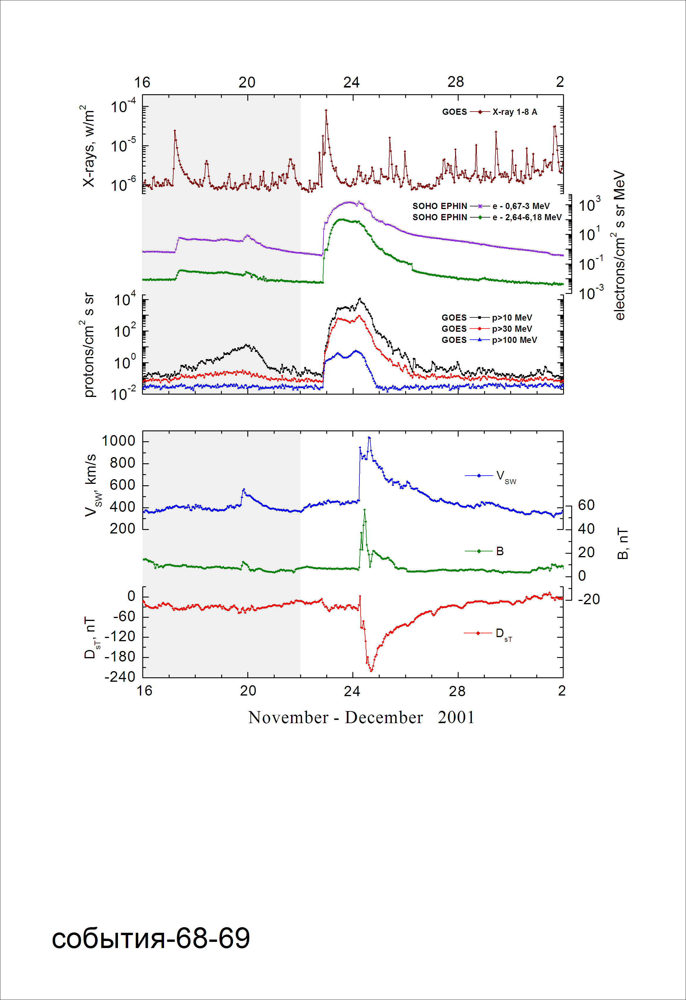 16 20 24 28 2
X-rays, w/m²
10⁻⁴
10⁻⁵
10⁻⁶
GOES X-ray 1-8 A
SOHO EPHIN e - 0,67-3 MeV
SOHO EPHIN e - 2,64-6,18 MeV
10³
10¹
10⁻¹
10⁻³
electrons/cm² s sr MeV
protons/cm² s sr
10⁴
10²
10⁰
10⁻²
GOES p>10 MeV
GOES p>30 MeV
GOES p>100 MeV
V_SW, km/s
1000
800
600
400
200
V_SW
60
40
20
0
-20
B, nT
B
D_sT, nT
0
-60
-120
-180
-240
D_sT
16 20 24 28 2
November - December 2001
события-68-69